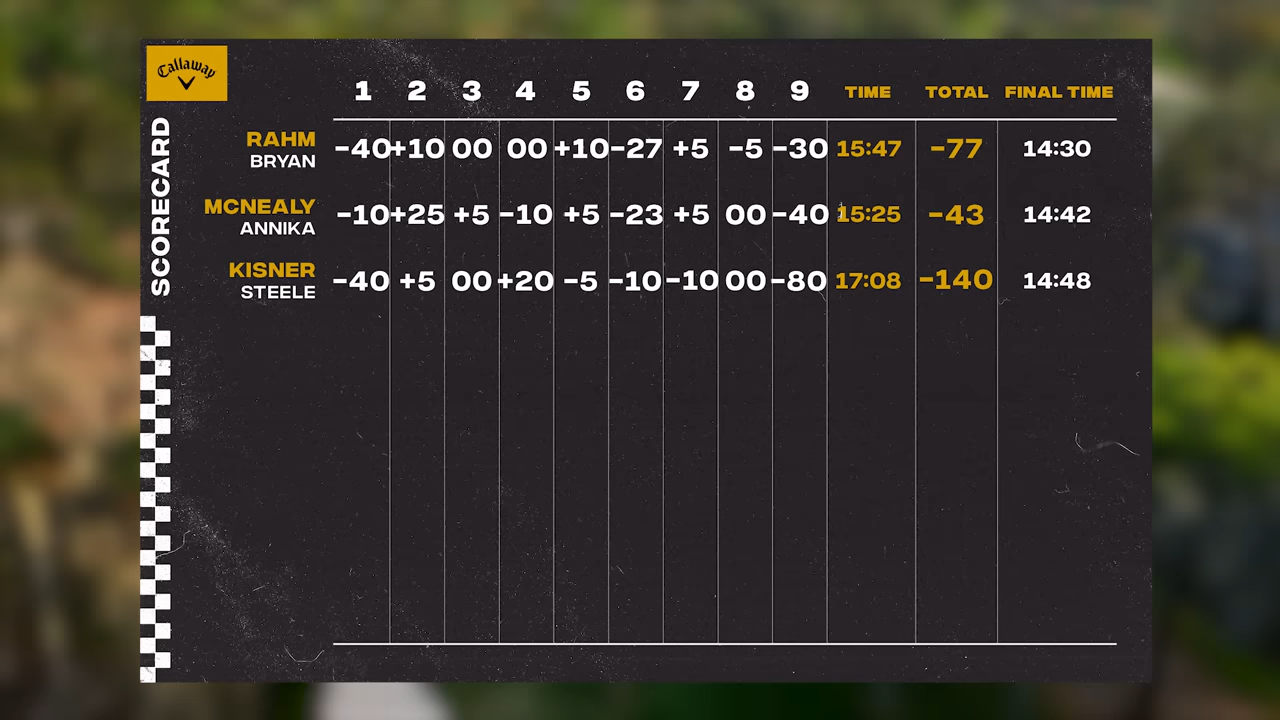 Callaway
SCORECARD
1 2 3 4 5 6 7 8 9 TIME TOTAL FINAL TIME
RAHM BRYAN -40 +10 00 00 +10 -27 +5 -5 -30 15:47 -77 14:30
MCNEALY ANNIKA -10 +25 +5 -10 +5 -23 +5 00 -40 15:25 -43 14:42
KISNER STEELE -40 +5 00 +20 -5 -10 -10 00 -80 17:08 -140 14:48